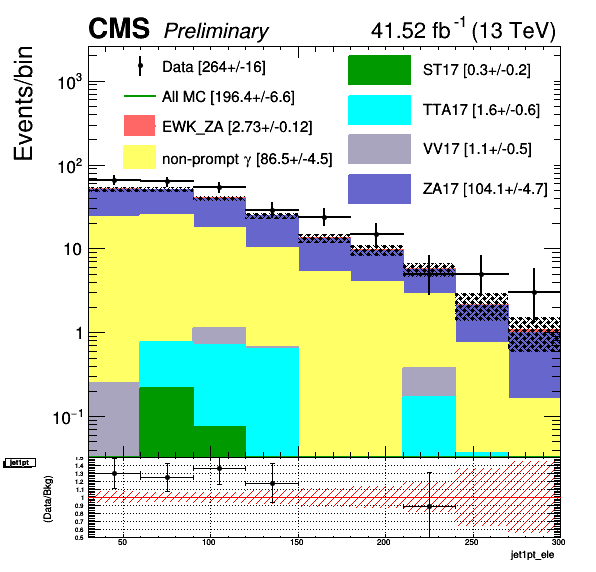 CMS Preliminary 41.52 fb⁻¹ (13 TeV)
Events/bin
Data [264+/-16]
All MC [196.4+/-6.6]
EWK_ZA [2.73+/-0.12]
non-prompt γ [86.5+/-4.5]
ST17 [0.3+/-0.2]
TTA17 [1.6+/-0.6]
VV17 [1.1+/-0.5]
ZA17 [104.1+/-4.7]
10³
10²
10
1
10⁻¹
jet1pt
(Data/Bkg)
1.5
1.4
1.3
1.2
1.1
1
0.9
0.8
0.7
0.6
0.5
50 100 150 200 250 300
jet1pt_ele